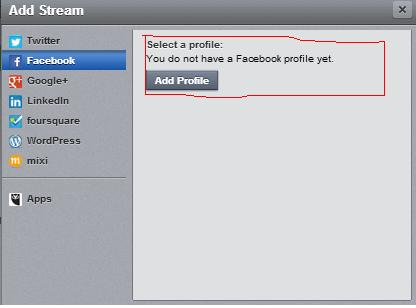 Add Stream
Twitter
Facebook
Google+
LinkedIn
foursquare
WordPress
mixi
Apps
Select a profile:
You do not have a Facebook profile yet.
Add Profile